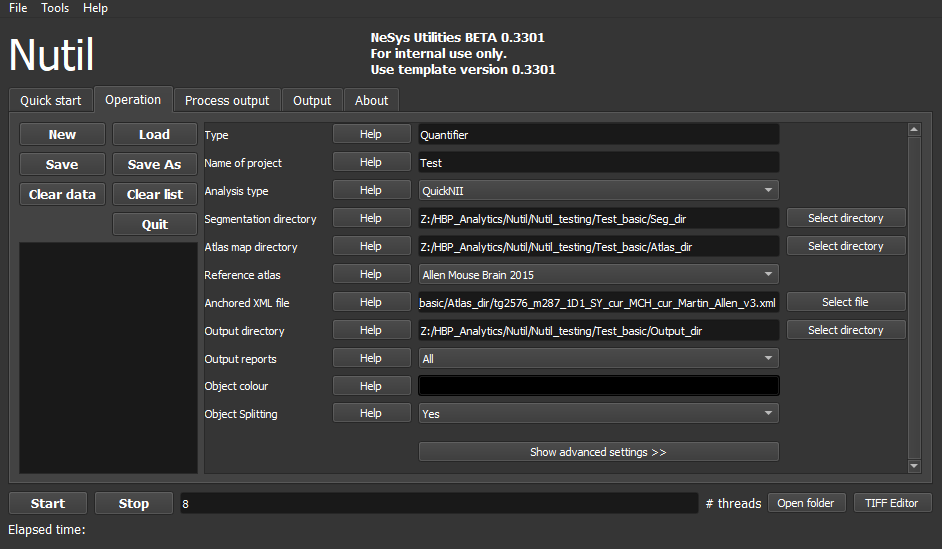 File Tools Help
Nutil
NeSys Utilities BETA 0.3301
For internal use only.
Use template version 0.3301
Quick start Operation Process output Output About
New Load
Save Save As
Clear data Clear list
Quit
Type Help Quantifier
Name of project Help Test
Analysis type Help QuickNII
Segmentation directory Help Z:/HBP_Analytics/Nutil/Nutil_testing/Test_basic/Seg_dir Select directory
Atlas map directory Help Z:/HBP_Analytics/Nutil/Nutil_testing/Test_basic/Atlas_dir Select directory
Reference atlas Help Allen Mouse Brain 2015
Anchored XML file Help basic/Atlas_dir/tg2576_m287_1D1_SY_cur_MCH_cur_Martin_Allen_v3.xml Select file
Output directory Help Z:/HBP_Analytics/Nutil/Nutil_testing/Test_basic/Output_dir Select directory
Output reports Help All
Object colour Help
Object Splitting Help Yes
Show advanced settings >>
Start Stop 8 # threads Open folder TIFF Editor
Elapsed time: